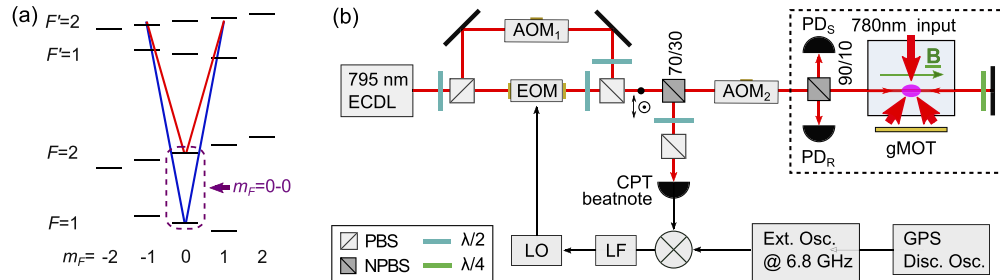 (a)
F'=2
F'=1
F=2
m_F=0-0
F=1
m_F= -2 -1 0 1 2
(b)
795 nm
ECDL
AOM₁
EOM
70/30
AOM₂
PD_S
90/10
PD_R
780nm input
B
gMOT
CPT
beatnote
PBS
λ/2
NPBS
λ/4
LO
LF
Ext. Osc.
@ 6.8 GHz
GPS
Disc. Osc.